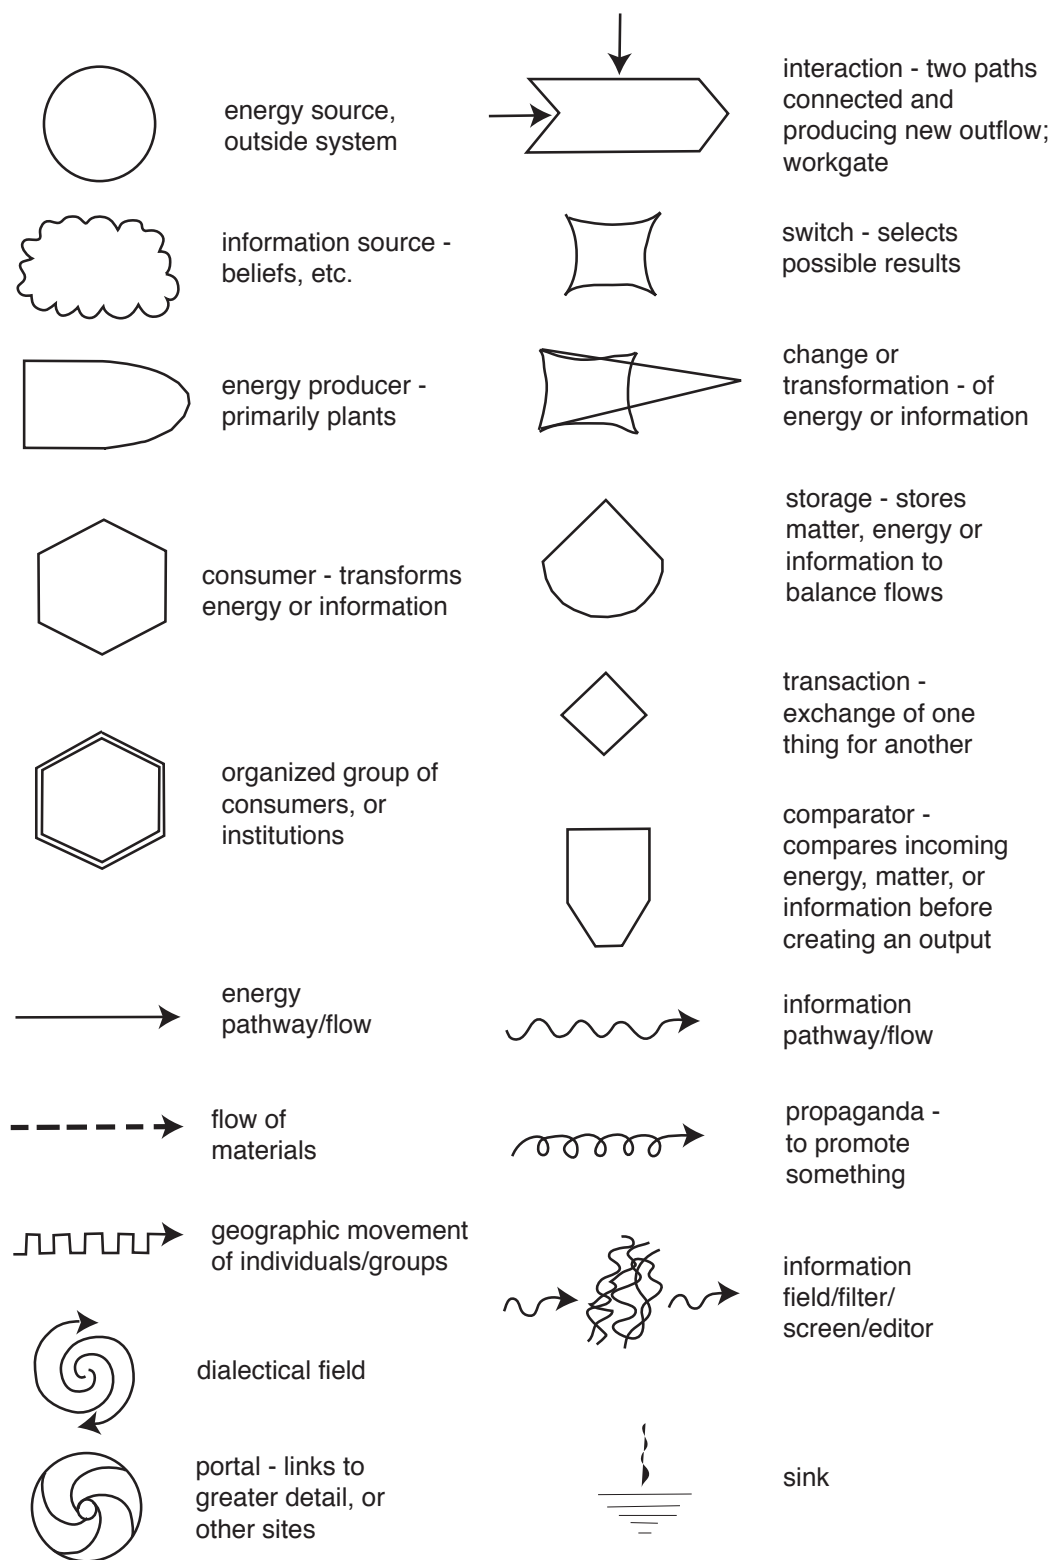 energy source,
outside system
information source -
beliefs, etc.
energy producer -
primarily plants
consumer - transforms
energy or information
organized group of
consumers, or
institutions
energy
pathway/flow
flow of
materials
geographic movement
of individuals/groups
dialectical field
portal - links to
greater detail, or
other sites
interaction - two paths
connected and
producing new outflow;
workgate
switch - selects
possible results
change or
transformation - of
energy or information
storage - stores
matter, energy or
information to
balance flows
transaction -
exchange of one
thing for another
comparator -
compares incoming
energy, matter, or
information before
creating an output
information
pathway/flow
propaganda -
to promote
something
information
field/filter/
screen/editor
sink